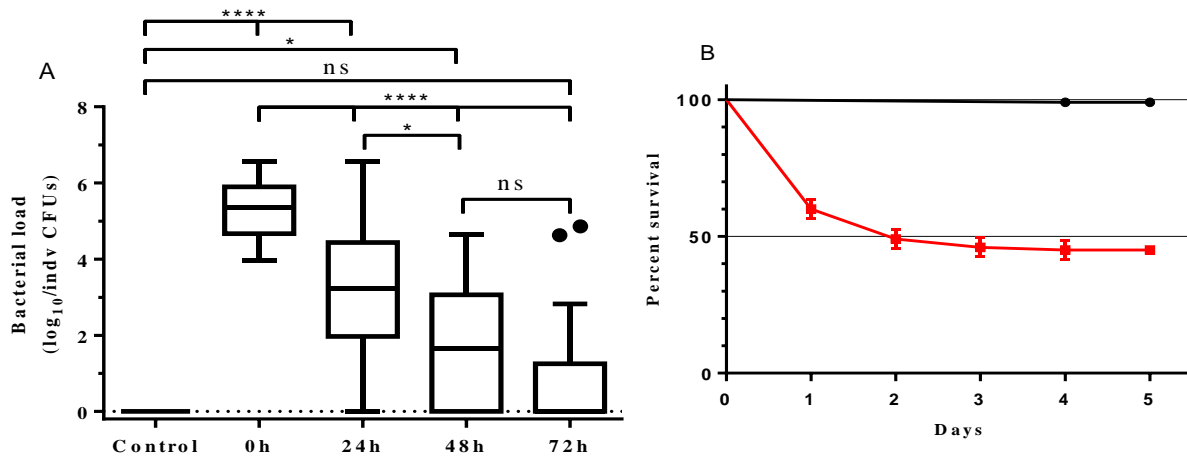 A
****
*
ns
****
*
ns
Bacterial load
(log10/indv CFUs)
8
6
4
2
0
Control 0h 24h 48h 72h
B
Percent survival
100
50
0
0 1 2 3 4 5
Days